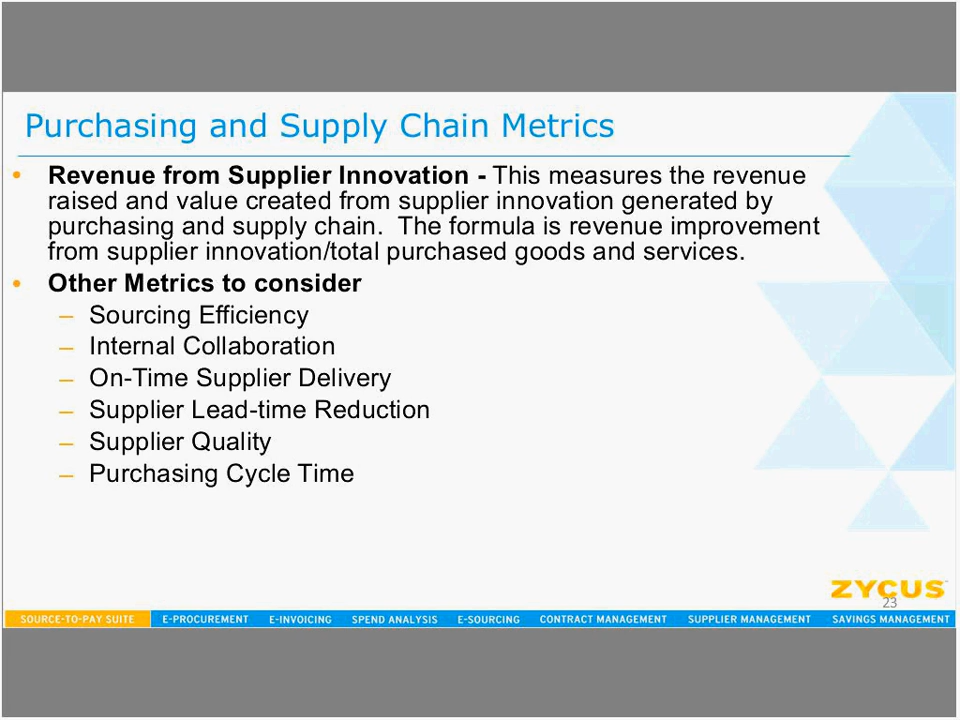 Purchasing and Supply Chain Metrics
• Revenue from Supplier Innovation - This measures the revenue
raised and value created from supplier innovation generated by
purchasing and supply chain.  The formula is revenue improvement
from supplier innovation/total purchased goods and services.
• Other Metrics to consider
– Sourcing Efficiency
– Internal Collaboration
– On-Time Supplier Delivery
– Supplier Lead-time Reduction
– Supplier Quality
– Purchasing Cycle Time
ZYCUS
23
SOURCE-TO-PAY SUITE E-PROCUREMENT E-INVOICING SPEND ANALYSIS E-SOURCING CONTRACT MANAGEMENT SUPPLIER MANAGEMENT SAVINGS MANAGEMENT